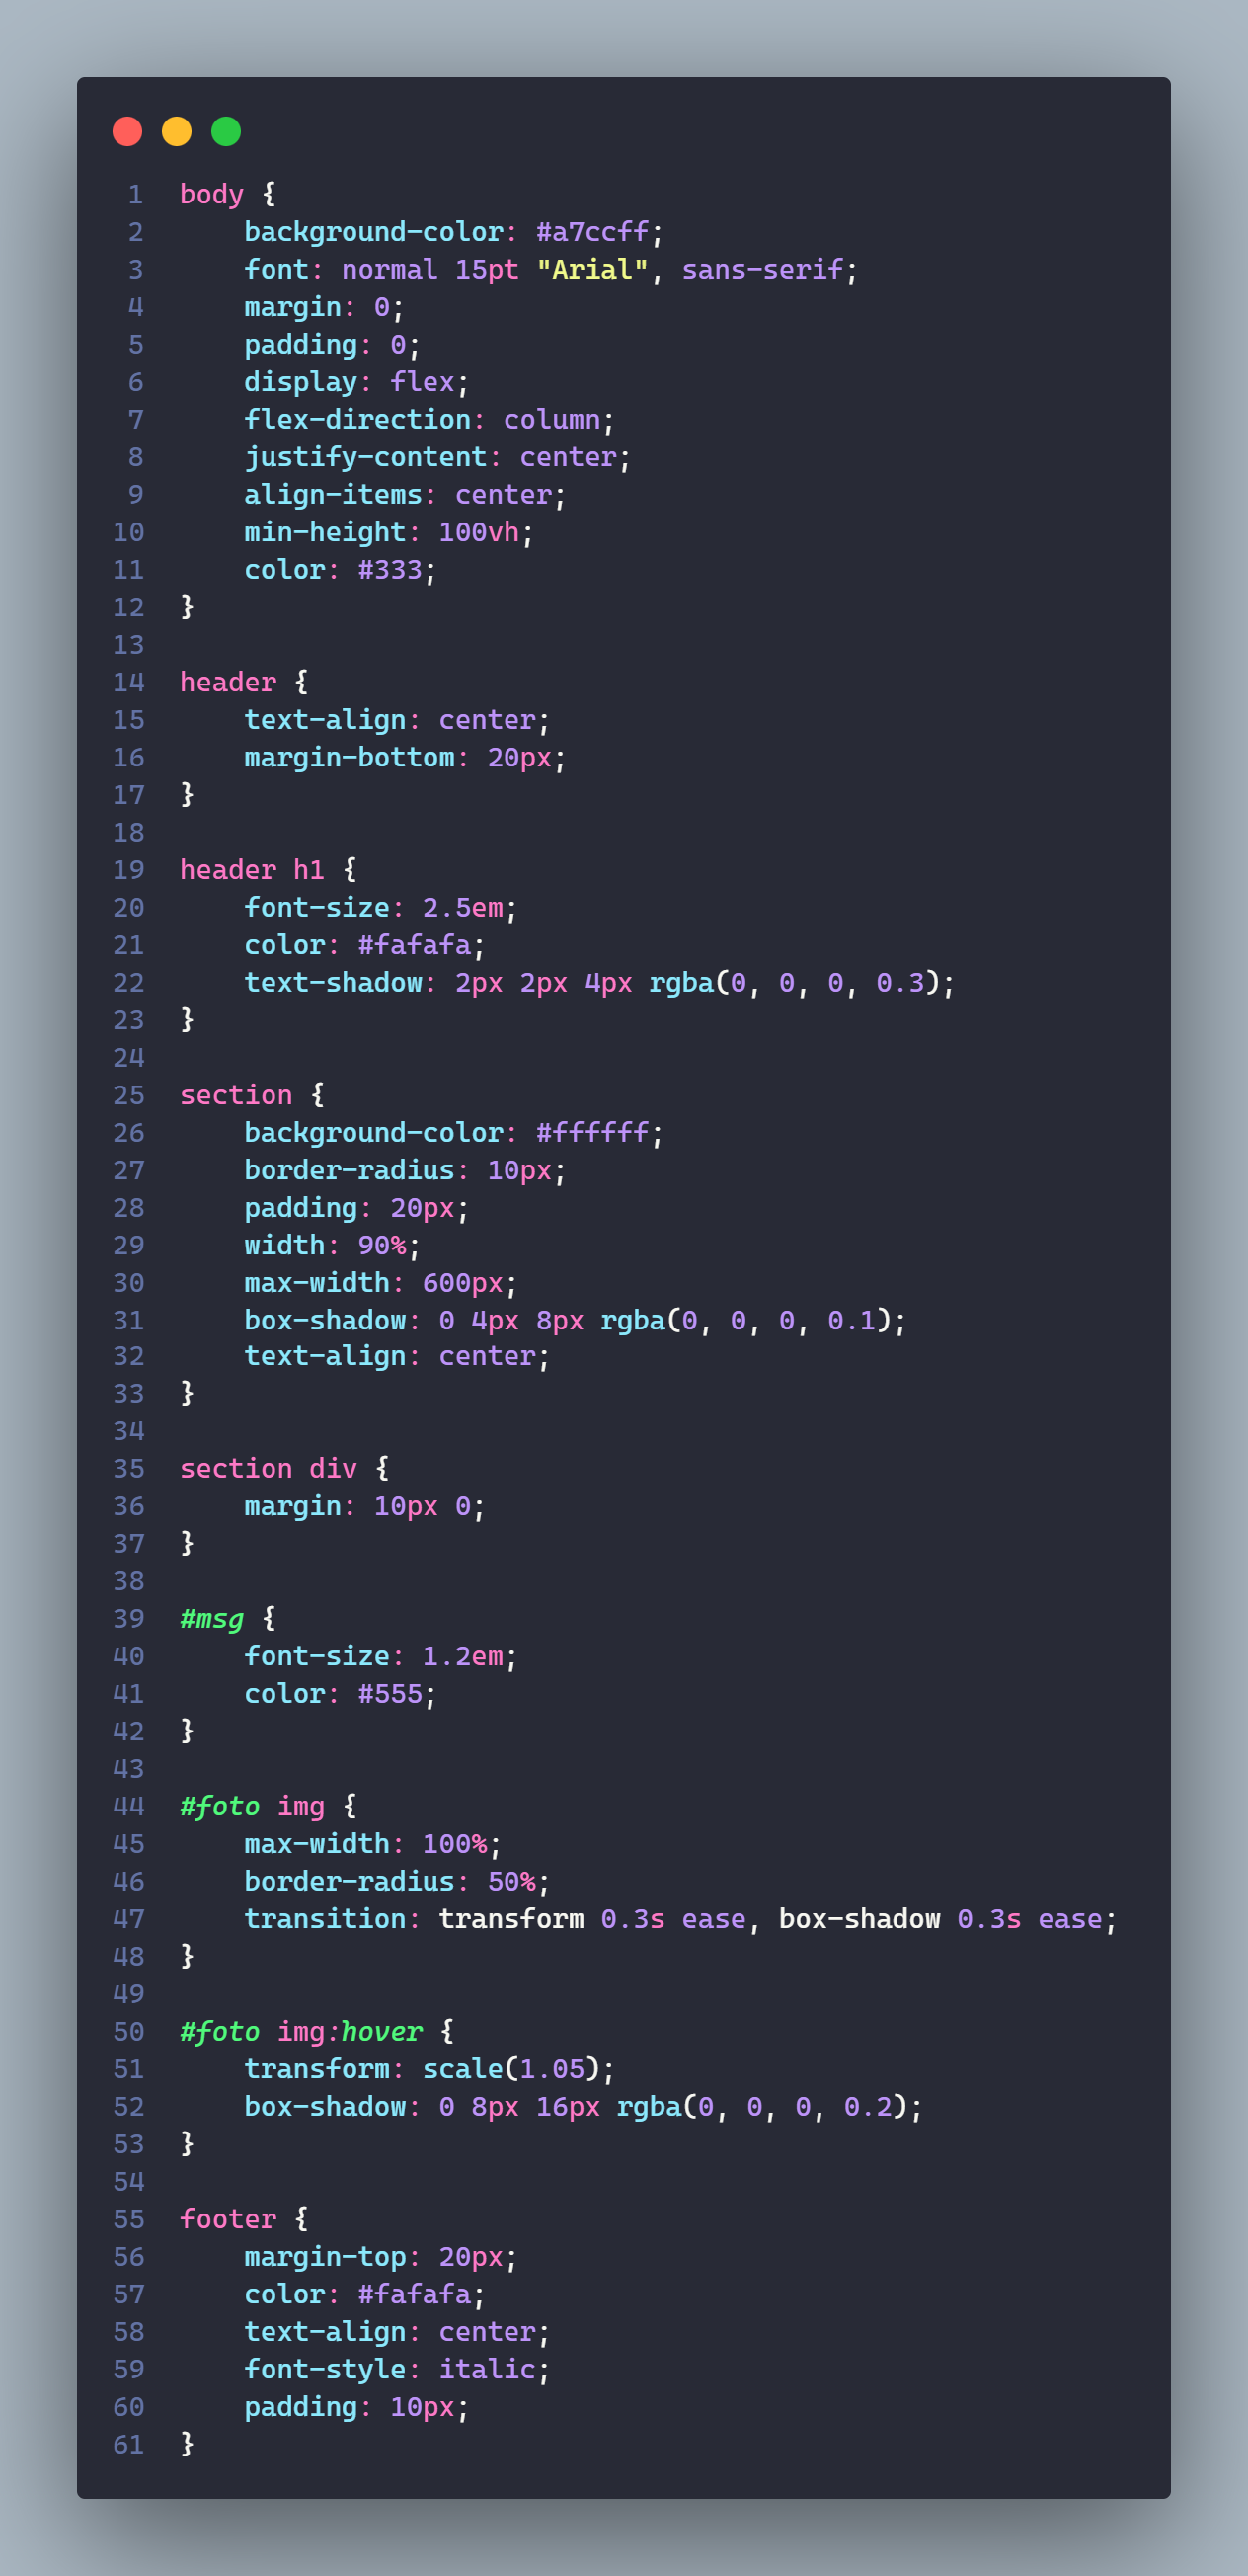 1 body {
2     background-color: #a7ccff;
3     font: normal 15pt "Arial", sans-serif;
4     margin: 0;
5     padding: 0;
6     display: flex;
7     flex-direction: column;
8     justify-content: center;
9     align-items: center;
10     min-height: 100vh;
11     color: #333;
12 }
13
14 header {
15     text-align: center;
16     margin-bottom: 20px;
17 }
18
19 header h1 {
20     font-size: 2.5em;
21     color: #fafafa;
22     text-shadow: 2px 2px 4px rgba(0, 0, 0, 0.3);
23 }
24
25 section {
26     background-color: #ffffff;
27     border-radius: 10px;
28     padding: 20px;
29     width: 90%;
30     max-width: 600px;
31     box-shadow: 0 4px 8px rgba(0, 0, 0, 0.1);
32     text-align: center;
33 }
34
35 section div {
36     margin: 10px 0;
37 }
38
39 #msg {
40     font-size: 1.2em;
41     color: #555;
42 }
43
44 #foto img {
45     max-width: 100%;
46     border-radius: 50%;
47     transition: transform 0.3s ease, box-shadow 0.3s ease;
48 }
49
50 #foto img:hover {
51     transform: scale(1.05);
52     box-shadow: 0 8px 16px rgba(0, 0, 0, 0.2);
53 }
54
55 footer {
56     margin-top: 20px;
57     color: #fafafa;
58     text-align: center;
59     font-style: italic;
60     padding: 10px;
61 }